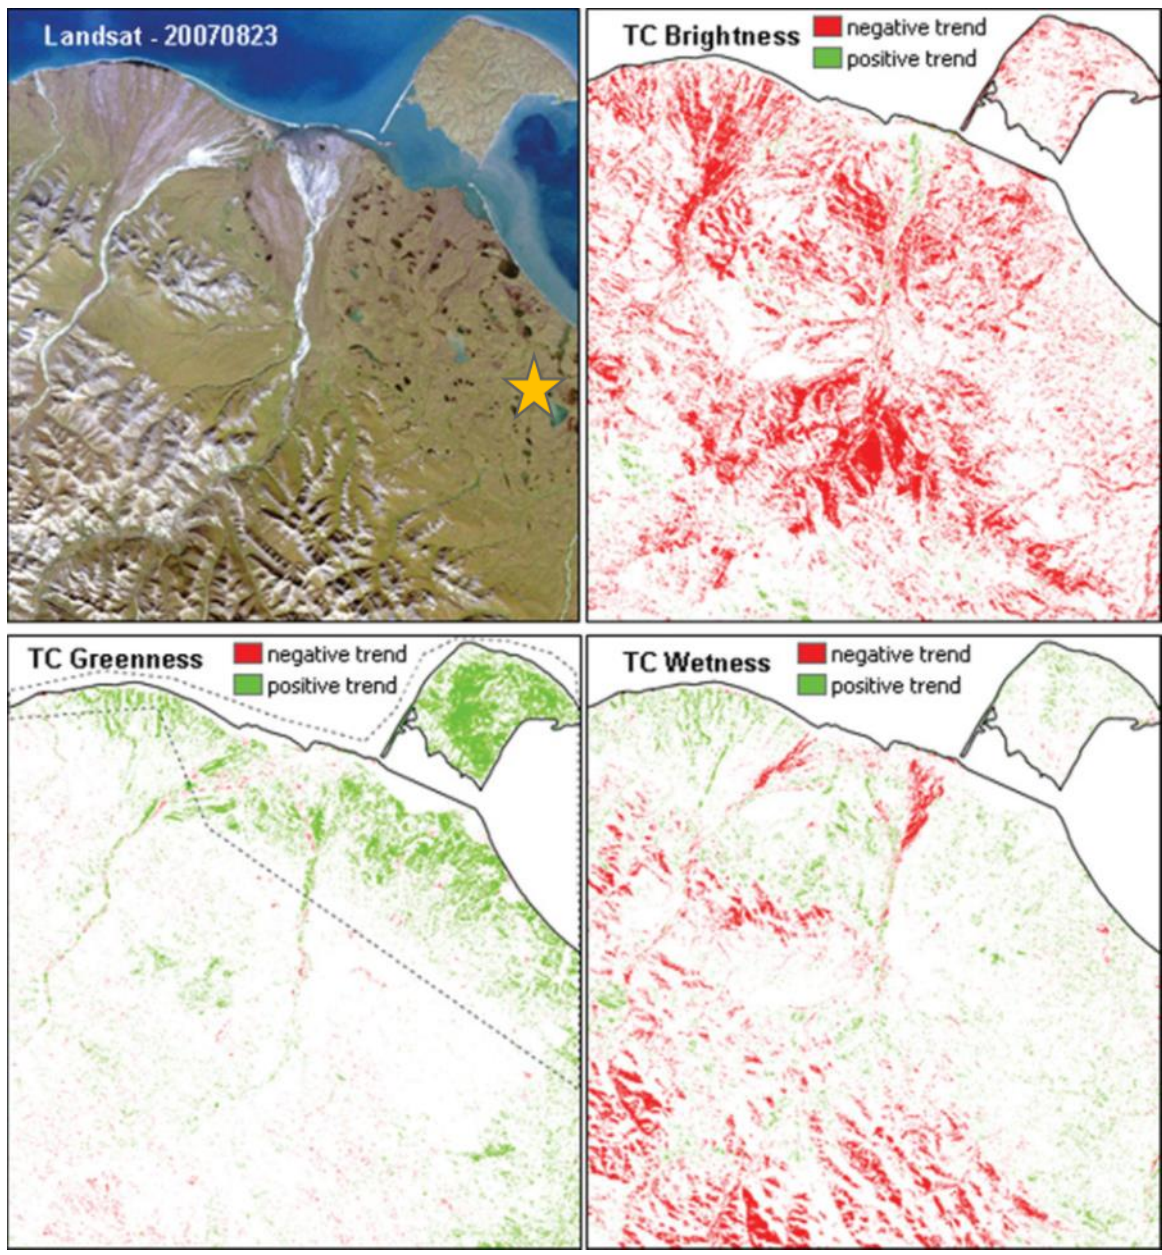 Landsat - 20070823
TC Brightness
negative trend
positive trend
TC Greenness
negative trend
positive trend
TC Wetness
negative trend
positive trend